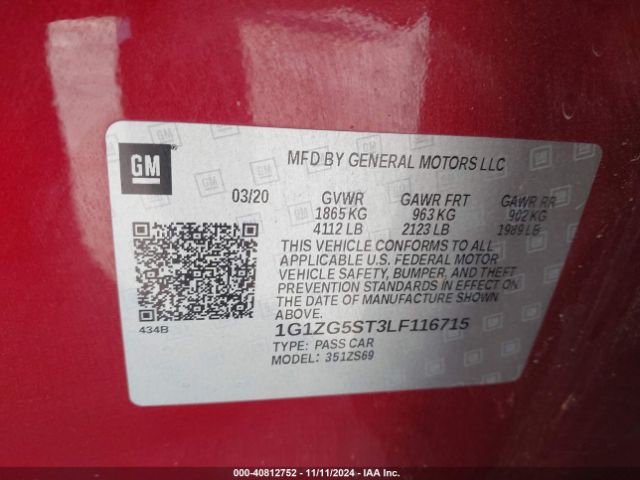 GM
MFD BY GENERAL MOTORS LLC
03/20 GVWR GAWR FRT GAWR RR
1865 KG 963 KG 902 KG
4112 LB 2123 LB 1989 LB
THIS VEHICLE CONFORMS TO ALL
APPLICABLE U.S. FEDERAL MOTOR
VEHICLE SAFETY, BUMPER, AND THEFT
PREVENTION STANDARDS IN EFFECT ON
THE DATE OF MANUFACTURE SHOWN
ABOVE.
434B
1G1ZG5ST3LF116715
TYPE: PASS CAR
MODEL: 351ZS69
000-40812752 - 11/11/2024 - IAA Inc.